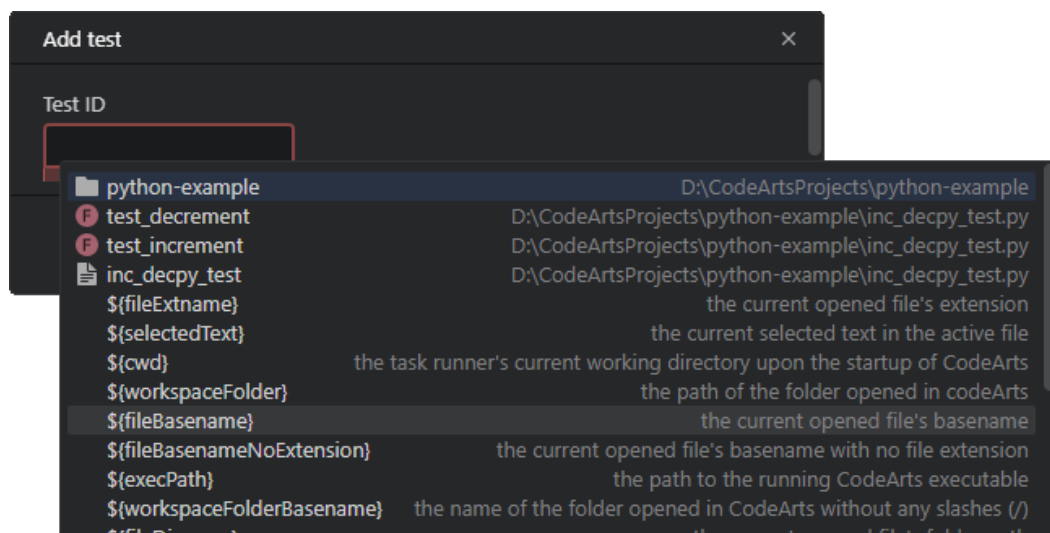 Add test
Test ID
python-example D:\CodeArtsProjects\python-example
F test_decrement D:\CodeArtsProjects\python-example\inc_decpy_test.py
F test_increment D:\CodeArtsProjects\python-example\inc_decpy_test.py
inc_decpy_test D:\CodeArtsProjects\python-example\inc_decpy_test.py
${fileExtname} the current opened file's extension
${selectedText} the current selected text in the active file
${cwd} the task runner's current working directory upon the startup of CodeArts
${workspaceFolder} the path of the folder opened in codeArts
${fileBasename} the current opened file's basename
${fileBasenameNoExtension} the current opened file's basename with no file extension
${execPath} the path to the running CodeArts executable
${workspaceFolderBasename} the name of the folder opened in CodeArts without any slashes (/)